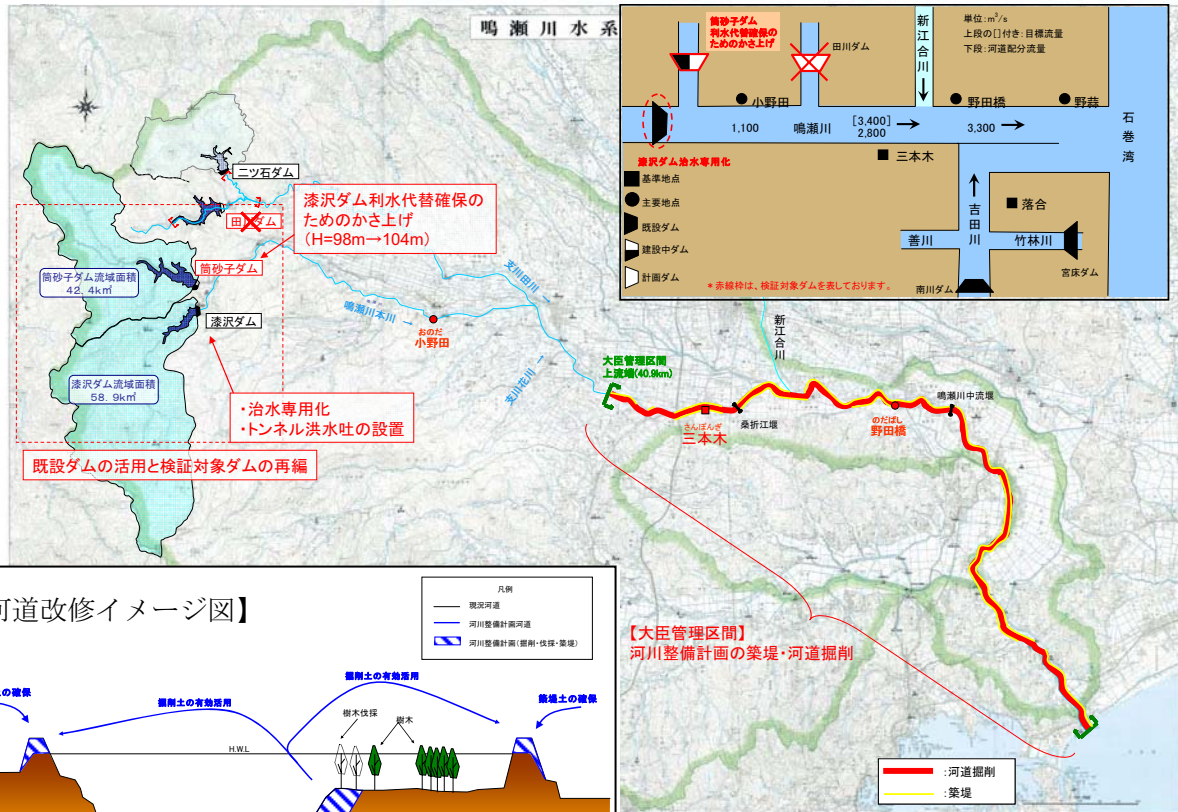 鳴瀬川水系
単位:m³/s
上段の[]付き:目標流量
下段:河道配分流量
筒砂子ダム
利水代替確保の
ためのかさ上げ
田川ダム
新江合川
小野田
野田橋
野蒜
1,100
鳴瀬川
[3,400]
2,800
3,300
石巻湾
漆沢ダム治水専用化
三本木
基準地点
主要地点
既設ダム
建設中ダム
計画ダム
吉田川
落合
善川
竹林川
宮床ダム
南川ダム
*赤線枠は、検証対象ダムを表しております。
二ツ石ダム
田川ダム
漆沢ダム利水代替確保の
ためのかさ上げ
(H=98m→104m)
筒砂子ダム
筒砂子ダム流域面積
42.4k㎡
漆沢ダム
漆沢ダム流域面積
58.9k㎡
・治水専用化
・トンネル洪水吐の設置
既設ダムの活用と検証対象ダムの再編
鳴瀬川本川
おのだ
小野田
支川田川
支川花川
新江合川
大臣管理区間
上流端(40.9km)
さんぼんぎ
三本木
桑折江堰
のだばし
野田橋
鳴瀬川中流堰
【大臣管理区間】
河川整備計画の築堤・河道掘削
:河道掘削
:築堤
河道改修イメージ図】
凡例
現況河道
河川整備計画河道
河川整備計画(掘削・伐採・築堤)
土の確保
掘削土の有効活用
掘削土の有効活用
築堤土の確保
樹木伐採
樹木
H.W.L